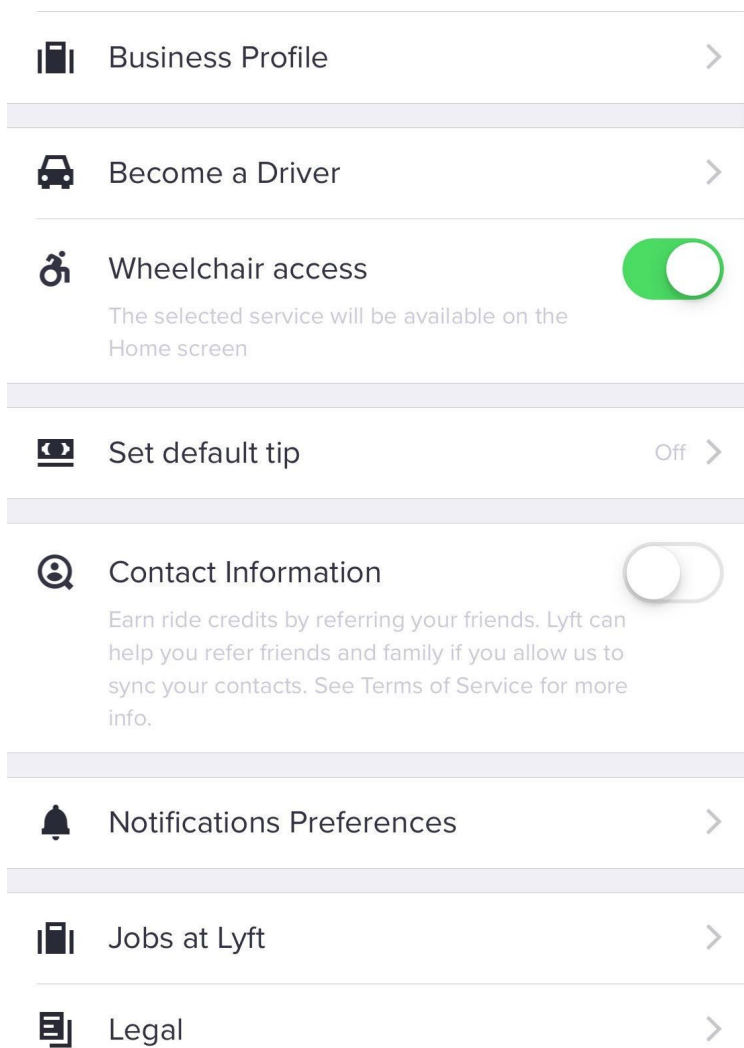 Business Profile
Become a Driver
Wheelchair access
The selected service will be available on the
Home screen
Set default tip
Off
Contact Information
Earn ride credits by referring your friends. Lyft can
help you refer friends and family if you allow us to
sync your contacts. See Terms of Service for more
info.
Notifications Preferences
Jobs at Lyft
Legal